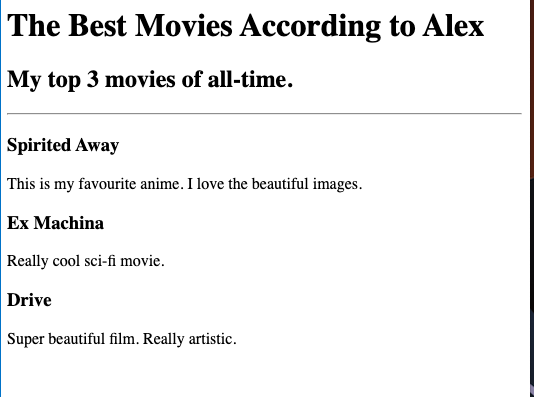 The Best Movies According to Alex
My top 3 movies of all-time.
Spirited Away
This is my favourite anime. I love the beautiful images.
Ex Machina
Really cool sci-fi movie.
Drive
Super beautiful film. Really artistic.